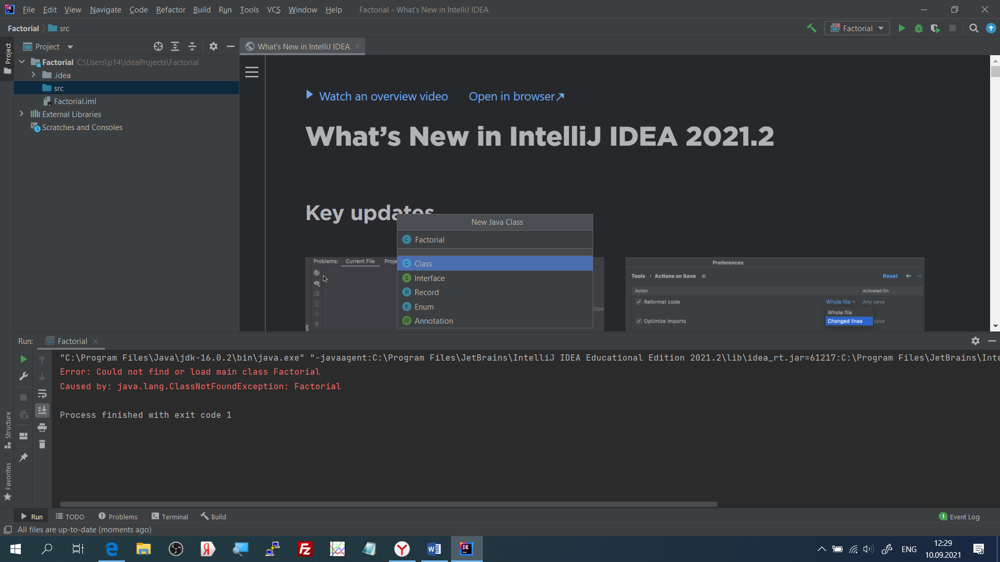 File Edit View Navigate Code Refactor Build Run Tools VCS Window Help Factorial - What's New in IntelliJ IDEA
Factorial src
Factorial
Project
Project
What's New in IntelliJ IDEA
Factorial C:\Users\p14\IdeaProjects\Factorial
.idea
src
Factorial.iml
External Libraries
Scratches and Consoles
Watch an overview video Open in browser↗
What's New in IntelliJ IDEA 2021.2
Key updates
New Java Class
Factorial
Class
Interface
Record
Enum
Annotation
Problems: Current File Proje
Open
Preferences
Tools › Actions on Save Reset
Action Activated On
Reformat code Whole file Any save
Whole file
Optimize imports Changed lines save
Run: Factorial
"C:\Program Files\Java\jdk-16.0.2\bin\java.exe" "-javaagent:C:\Program Files\JetBrains\IntelliJ IDEA Educational Edition 2021.2\lib\idea_rt.jar=61217:C:\Program Files\JetBrains\Inte
Error: Could not find or load main class Factorial
Caused by: java.lang.ClassNotFoundException: Factorial
Process finished with exit code 1
Structure
Favorites
Run TODO Problems Terminal Build
1 Event Log
All files are up-to-date (moments ago)
ENG
12:29
10.09.2021